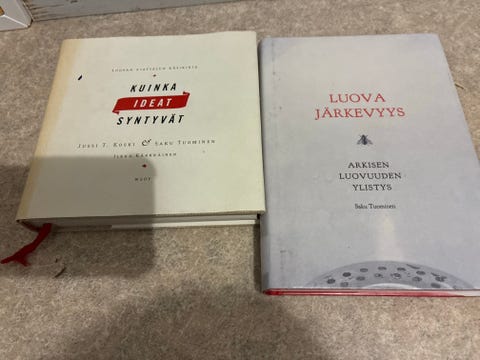 LUOVAN AJATTELUN KÄSIKIRJA
KUINKA
IDEAT
SYNTYVÄT
JUSSI T. KOSKI & SAKU TUOMINEN
ILKKA KÄRKKÄINEN
WSOY
LUOVA
JÄRKEVYYS
ARKISEN
LUOVUUDEN
YLISTYS
Saku Tuominen